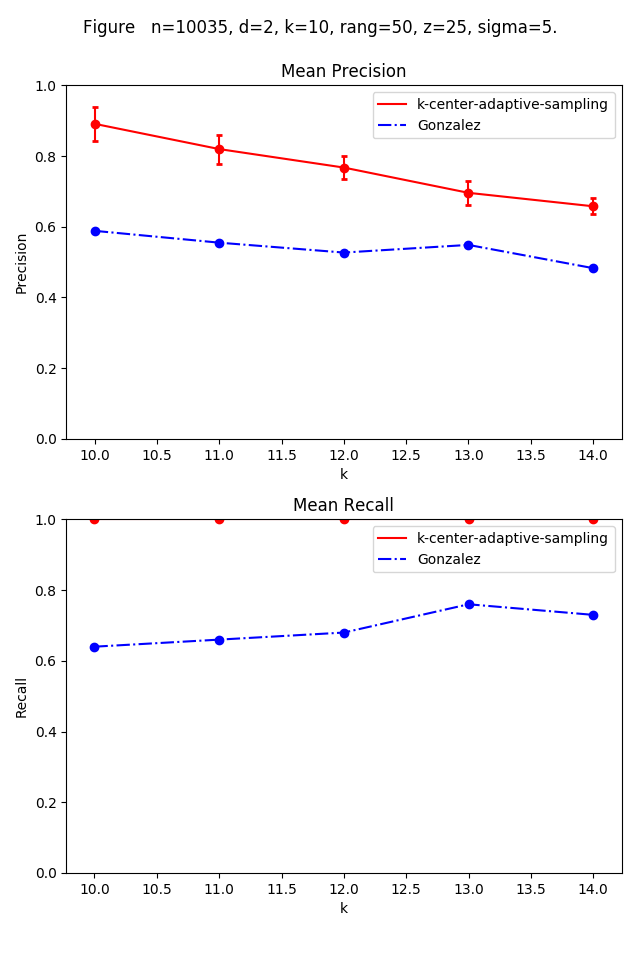 Figure   n=10035, d=2, k=10, rang=50, z=25, sigma=5.
Mean Precision
1.0
0.8
0.6
0.4
0.2
0.0
Precision
k-center-adaptive-sampling
Gonzalez
10.0 10.5 11.0 11.5 12.0 12.5 13.0 13.5 14.0
k
Mean Recall
1.0
0.8
0.6
0.4
0.2
0.0
Recall
k-center-adaptive-sampling
Gonzalez
10.0 10.5 11.0 11.5 12.0 12.5 13.0 13.5 14.0
k